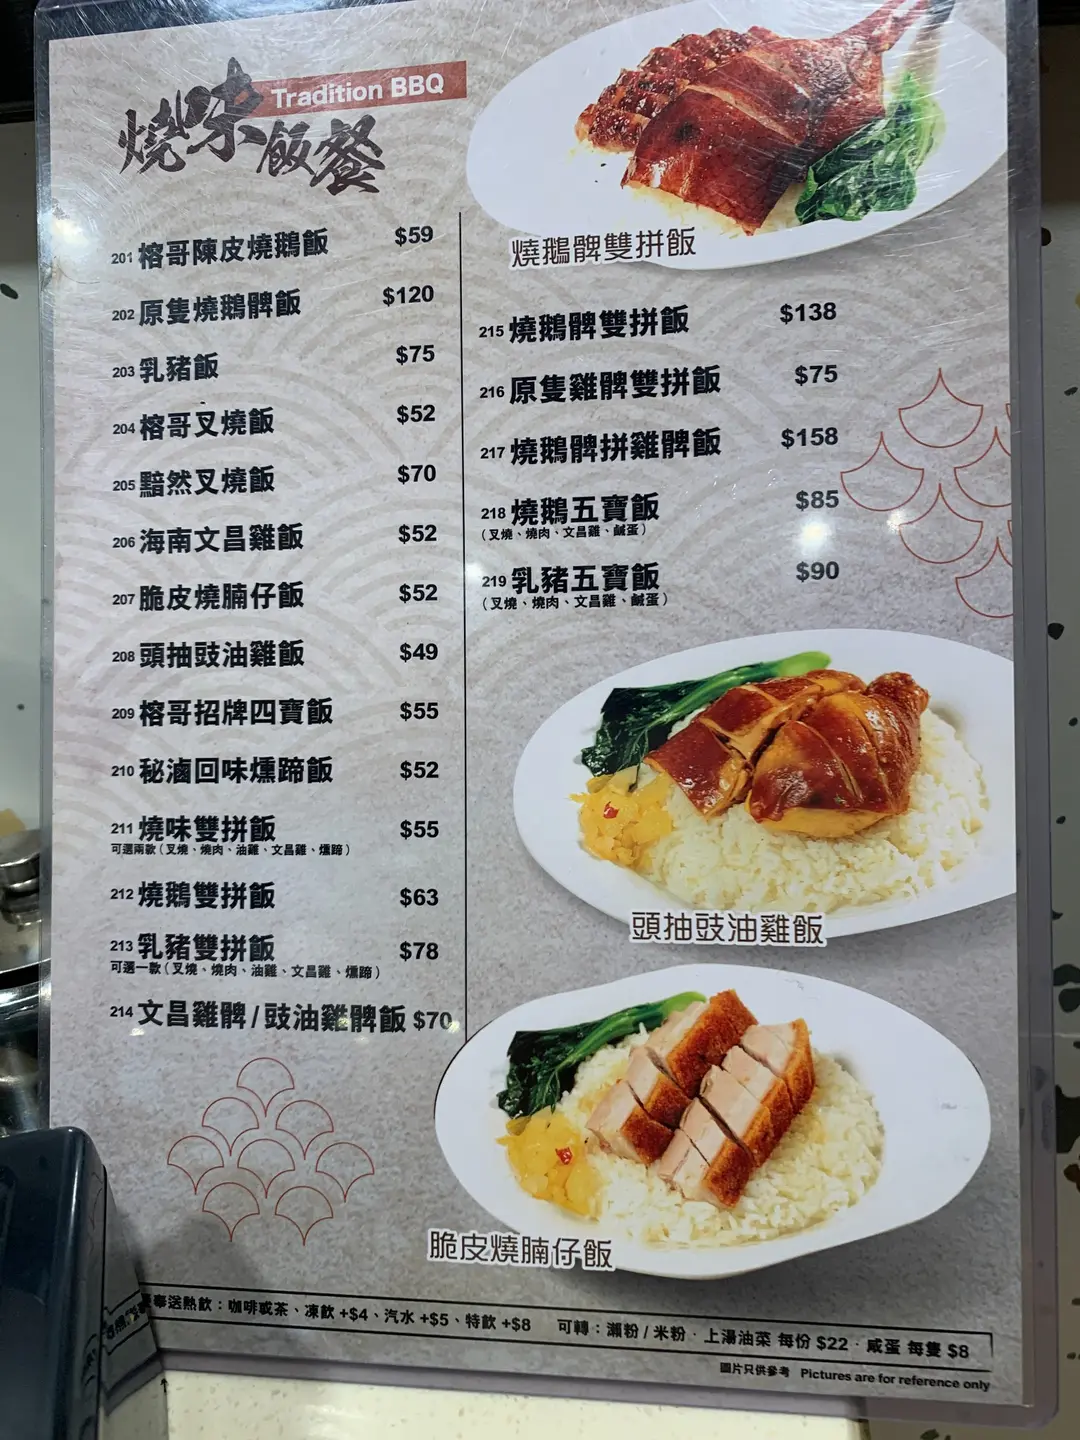 燒味飯餐
Tradition BBQ
201 榕哥陳皮燒鵝飯 $59
202 原隻燒鵝髀飯 $120
203 乳豬飯 $75
204 榕哥叉燒飯 $52
205 黯然叉燒飯 $70
206 海南文昌雞飯 $52
207 脆皮燒腩仔飯 $52
208 頭抽豉油雞飯 $49
209 榕哥招牌四寶飯 $55
210 秘滷回味燻蹄飯 $52
211 燒味雙拼飯 $55
可選兩款(叉燒、燒肉、油雞、文昌雞、燻蹄)
212 燒鵝雙拼飯 $63
213 乳豬雙拼飯 $78
可選一款(叉燒、燒肉、油雞、文昌雞、燻蹄)
214 文昌雞髀/豉油雞髀飯 $70
燒鵝髀雙拼飯
215 燒鵝髀雙拼飯 $138
216 原隻雞髀雙拼飯 $75
217 燒鵝髀拼雞髀飯 $158
218 燒鵝五寶飯 $85
(叉燒、燒肉、文昌雞、鹹蛋)
219 乳豬五寶飯 $90
(叉燒、燒肉、文昌雞、鹹蛋)
頭抽豉油雞飯
脆皮燒腩仔飯
奉送熱飲:咖啡或茶、凍飲 +$4、汽水 +$5、特飲 +$8 可轉:瀨粉/米粉·上湯油菜 每份 $22·咸蛋 每隻 $8
圖片只供參考 Pictures are for reference only